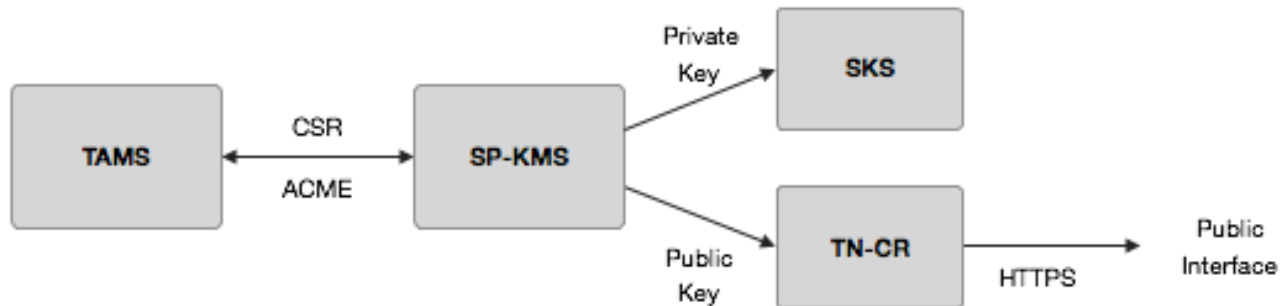 TAMS
CSR
ACME
SP-KMS
Private
Key
SKS
Public
Key
TN-CR
HTTPS
Public
Interface